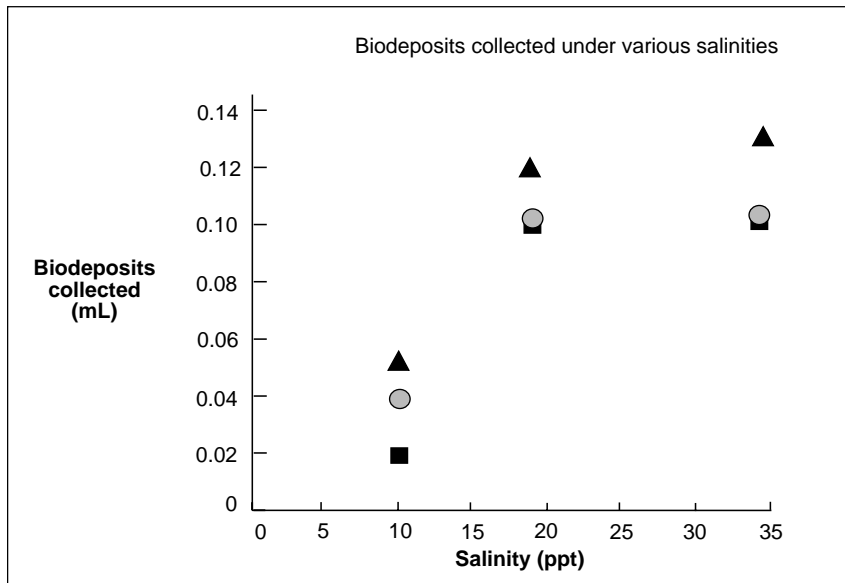 Biodeposits collected under various salinities
0.14
0.12
0.10
0.08
0.06
0.04
0.02
0
Biodeposits
collected
(mL)
0 5 10 15 20 25 30 35
Salinity (ppt)